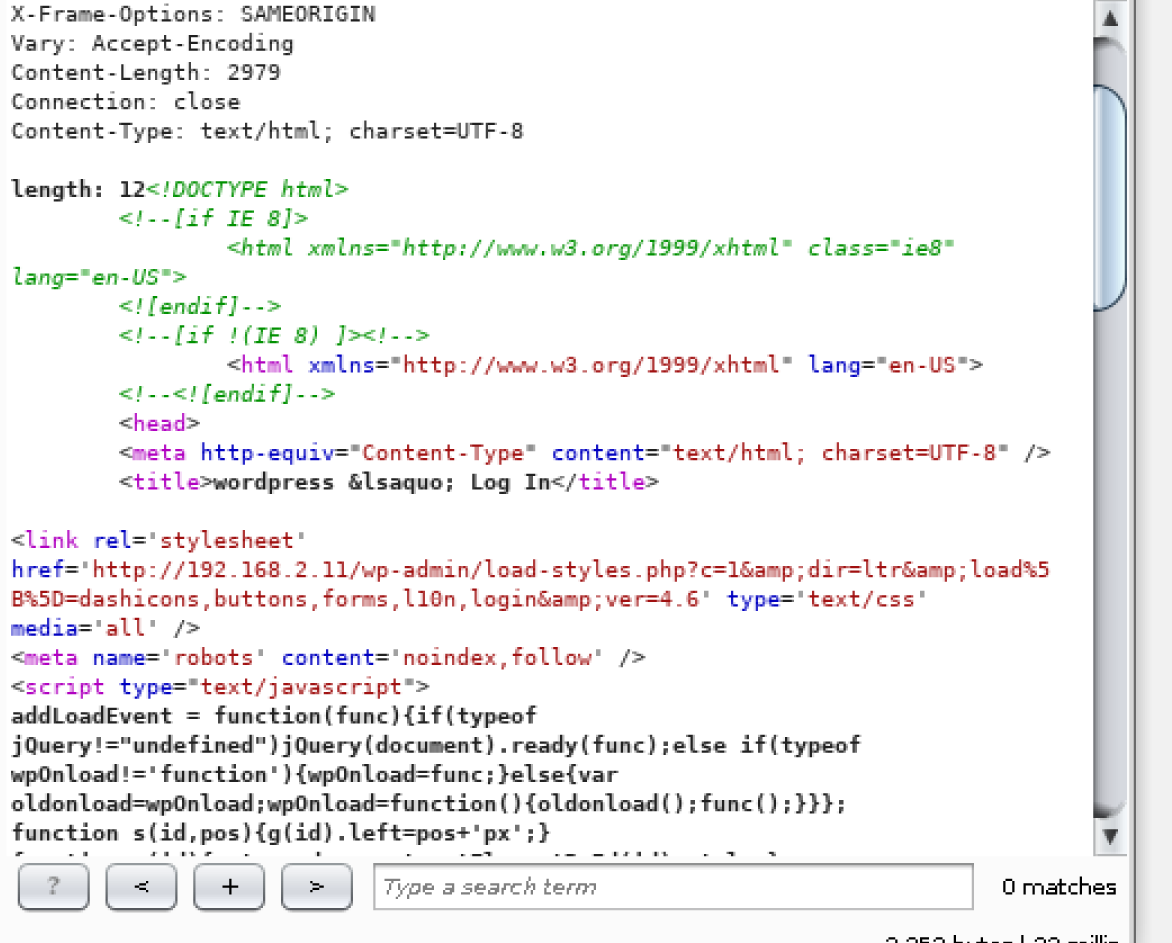 X-Frame-Options: SAMEORIGIN
Vary: Accept-Encoding
Content-Length: 2979
Connection: close
Content-Type: text/html; charset=UTF-8
length: 12<!DOCTYPE html>
<!--[if IE 8]>
<html xmlns="http://www.w3.org/1999/xhtml" class="ie8"
lang="en-US">
<![endif]-->
<!--[if !(IE 8) ]><!-->
<html xmlns="http://www.w3.org/1999/xhtml" lang="en-US">
<!--<![endif]-->
<head>
<meta http-equiv="Content-Type" content="text/html; charset=UTF-8" />
<title>wordpress &lsaquo; Log In</title>
<link rel='stylesheet'
href='http://192.168.2.11/wp-admin/load-styles.php?c=1&amp;dir=ltr&amp;load%5
B%5D=dashicons,buttons,forms,l10n,login&amp;ver=4.6' type='text/css'
media='all' />
<meta name='robots' content='noindex,follow' />
<script type="text/javascript">
addLoadEvent = function(func){if(typeof
jQuery!="undefined")jQuery(document).ready(func);else if(typeof
wpOnload!='function'){wpOnload=func;}else{var
oldonload=wpOnload;wpOnload=function(){oldonload();func();}}};
function s(id,pos){g(id).left=pos+'px';}
? < + > Type a search term 0 matches